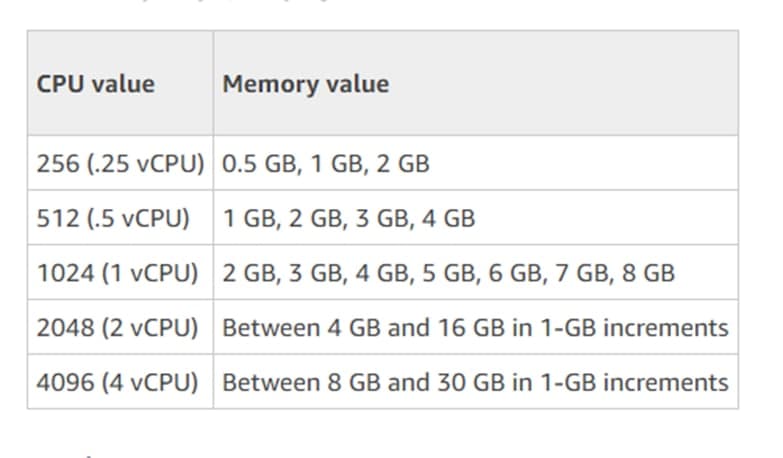 CPU value Memory value
256 (.25 vCPU) 0.5 GB, 1 GB, 2 GB
512 (.5 vCPU) 1 GB, 2 GB, 3 GB, 4 GB
1024 (1 vCPU) 2 GB, 3 GB, 4 GB, 5 GB, 6 GB, 7 GB, 8 GB
2048 (2 vCPU) Between 4 GB and 16 GB in 1-GB increments
4096 (4 vCPU) Between 8 GB and 30 GB in 1-GB increments